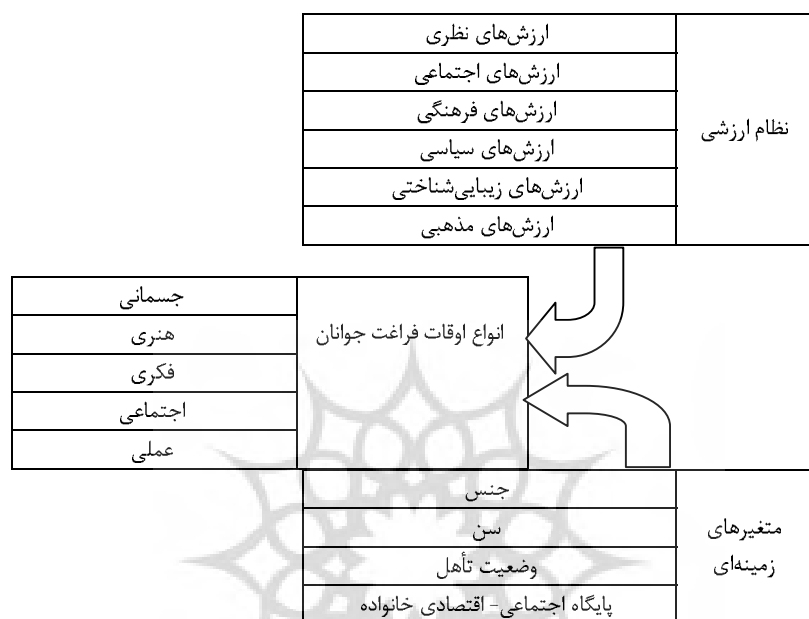 نظام ارزشی
ارزش‌های نظری
ارزش‌های اجتماعی
ارزش‌های فرهنگی
ارزش‌های سیاسی
ارزش‌های زیبایی‌شناختی
ارزش‌های مذهبی
انواع اوقات فراغت جوانان
جسمانی
هنری
فکری
اجتماعی
عملی
متغیرهای
زمینه‌ای
جنس
سن
وضعیت تأهل
پایگاه اجتماعی- اقتصادی خانواده